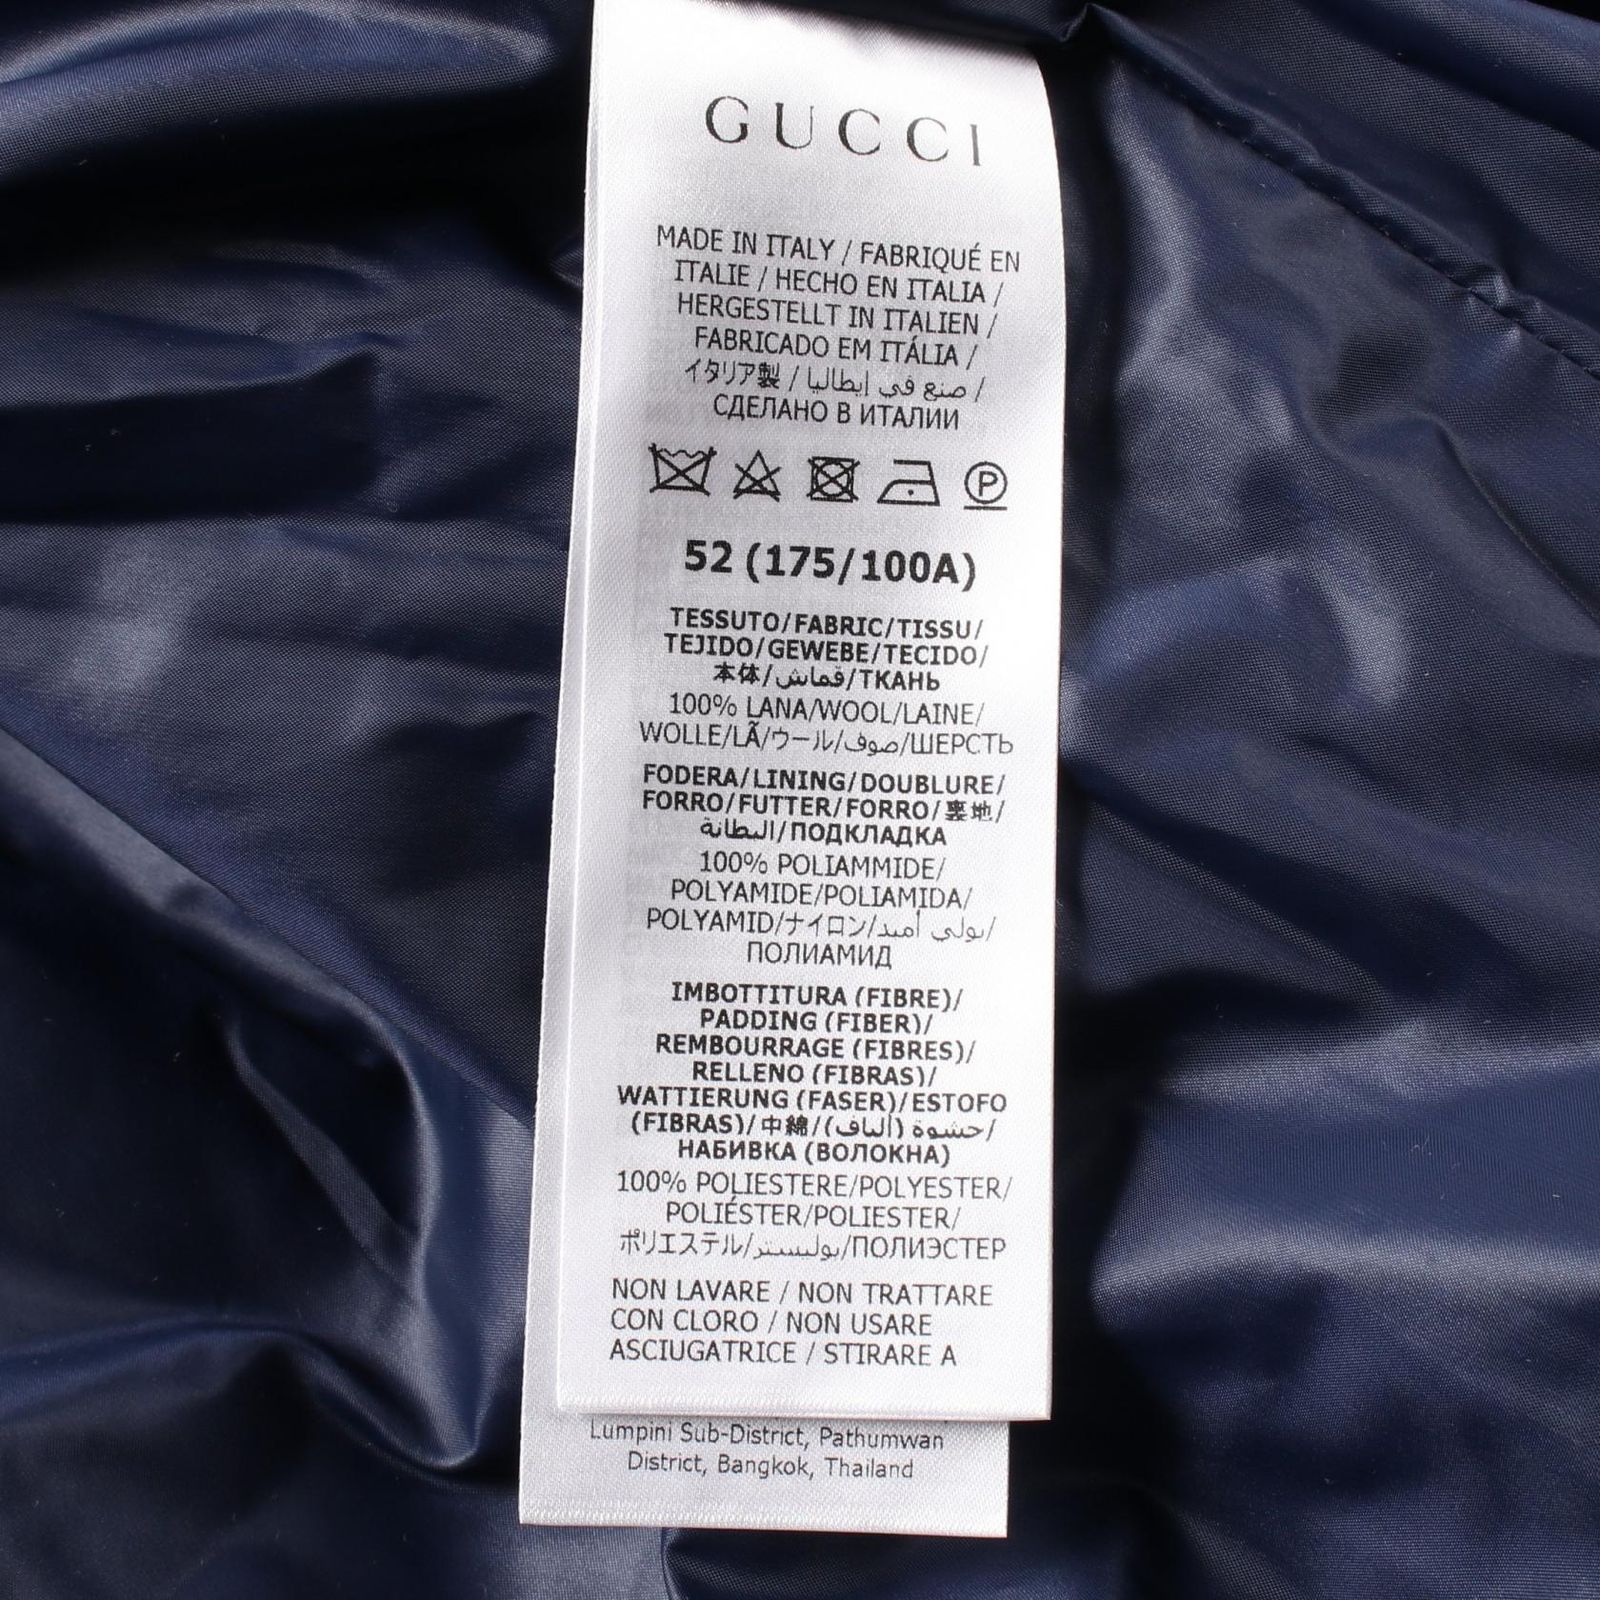 GUCCI
MADE IN ITALY / FABRIQUÉ EN
ITALIE / HECHO EN ITALIA /
HERGESTELLT IN ITALIEN /
FABRICADO EM ITÁLIA /
イタリア製 / صنع في إيطاليا /
СДЕЛАНО В ИТАЛИИ
P
52 (175/100A)
TESSUTO/FABRIC/TISSU/
TEJIDO/GEWEBE/TECIDO/
本体/قماش/ТКАНЬ
100% LANA/WOOL/LAINE/
WOLLE/LÃ/ウール/صوف/ШЕРСТЬ
FODERA/LINING/DOUBLURE/
FORRO/FUTTER/FORRO/裏地/
البطانة/ПОДКЛАДКА
100% POLIAMMIDE/
POLYAMIDE/POLIAMIDA/
POLYAMID/ナイロン/بولي أميد/
ПОЛИАМИД
IMBOTTITURA (FIBRE)/
PADDING (FIBER)/
REMBOURRAGE (FIBRES)/
RELLENO (FIBRAS)/
WATTIERUNG (FASER)/ESTOFO
(FIBRAS)/中綿/حشوة (ألياف)/
НАБИВКА (ВОЛОКНА)
100% POLIESTERE/POLYESTER/
POLIÉSTER/POLIESTER/
ポリエステル/بوليستر/ПОЛИЭСТЕР
NON LAVARE / NON TRATTARE
CON CLORO / NON USARE
ASCIUGATRICE / STIRARE A
Lumpini Sub-District, Pathumwan
District, Bangkok, Thailand